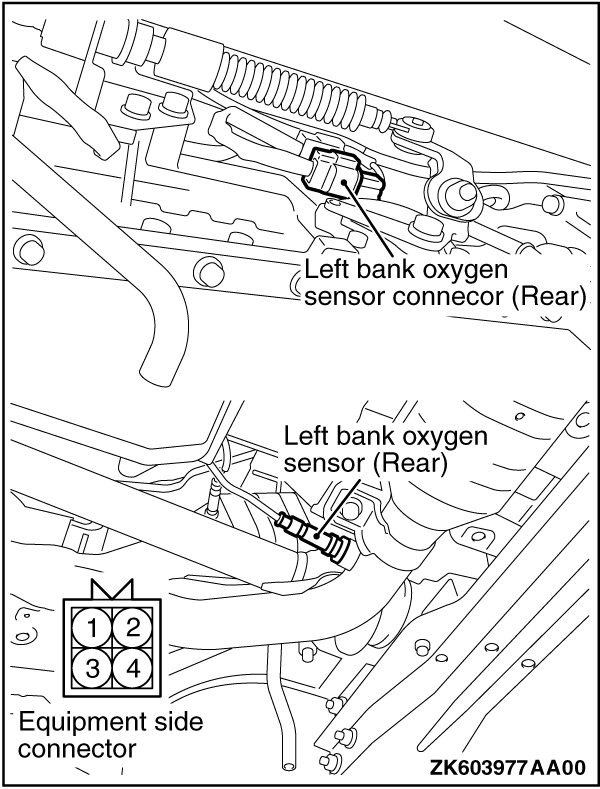 Left bank oxygen
sensor connecor (Rear)
Left bank oxygen
sensor (Rear)
1 2
3 4
Equipment side
connector
ZK603977AA00